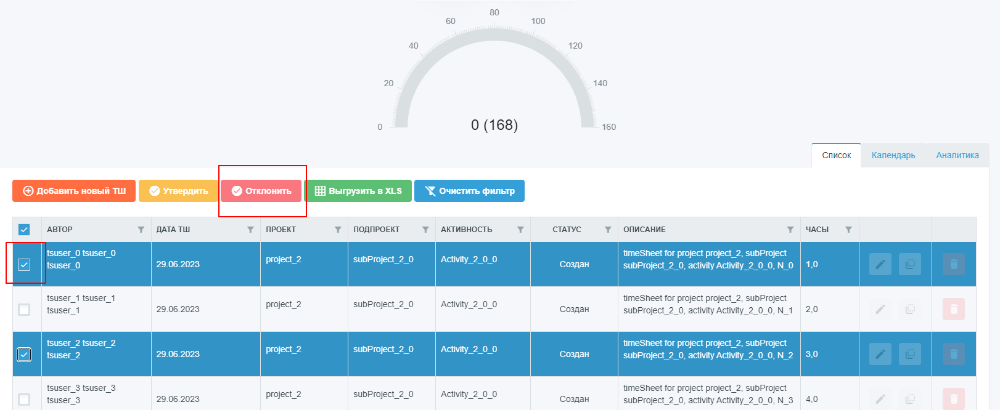 80
60
100
40
120
20
140
0
0 (168)
160
Список
Календарь
Аналитика
Добавить новый ТШ
Утвердить
Отклонить
Выгрузить в XLS
Очистить фильтр
АВТОР
ДАТА ТШ
ПРОЕКТ
ПОДПРОЕКТ
АКТИВНОСТЬ
СТАТУС
ОПИСАНИЕ
ЧАСЫ
tsuser_0 tsuser_0
tsuser_0
29.06.2023
project_2
subProject_2_0
Activity_2_0_0
Создан
timeSheet for project project_2, subProject
subProject_2_0, activity Activity_2_0_0, N_0
1,0
tsuser_1 tsuser_1
tsuser_1
29.06.2023
project_2
subProject_2_0
Activity_2_0_0
Создан
timeSheet for project project_2, subProject
subProject_2_0, activity Activity_2_0_0, N_1
2,0
tsuser_2 tsuser_2
tsuser_2
29.06.2023
project_2
subProject_2_0
Activity_2_0_0
Создан
timeSheet for project project_2, subProject
subProject_2_0, activity Activity_2_0_0, N_2
3,0
tsuser_3 tsuser_3
tsuser_3
29.06.2023
project_2
subProject_2_0
Activity_2_0_0
Создан
timeSheet for project project_2, subProject
subProject_2_0, activity Activity_2_0_0, N_3
4,0